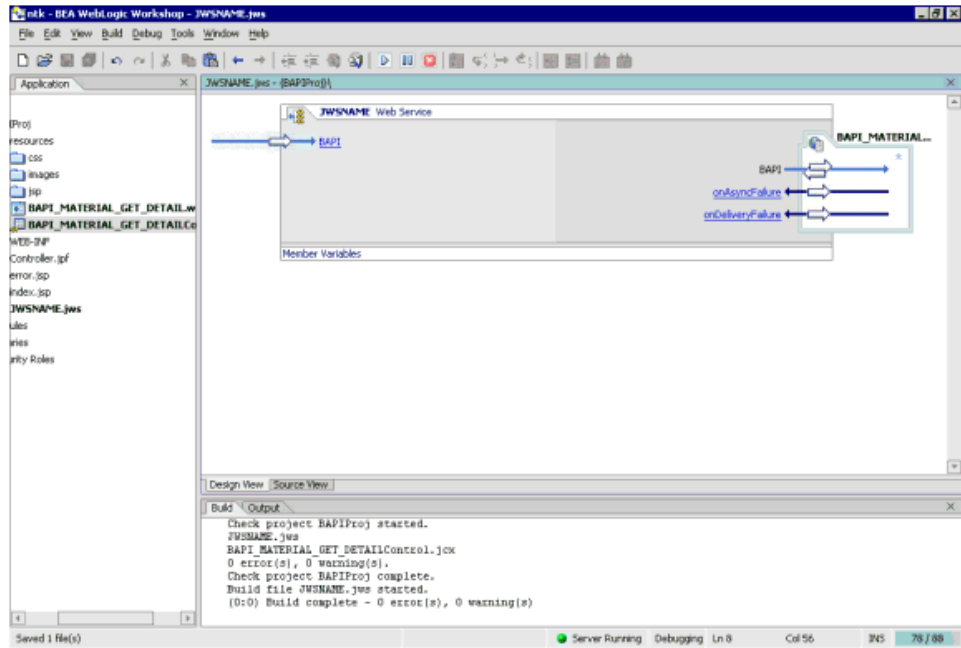 ntk - BEA WebLogic Workshop - JWSNAME.jws
File Edit View Build Debug Tools Window Help
Application
JWSNAME.jws - {BAPIProj}\
IProj
resources
css
images
jsp
BAPI_MATERIAL_GET_DETAIL.w
BAPI_MATERIAL_GET_DETAILCo
WEB-INF
Controller.jpf
error.jsp
index.jsp
JWSNAME.jws
ules
aries
urity Roles
JWSNAME Web Service
BAPI
BAPI_MATERIAL...
BAPI
onAsyncFailure
onDeliveryFailure
Member Variables
Design View Source View
Build Output
Check project BAPIProj started.
JWSNAME.jws
BAPI_MATERIAL_GET_DETAILControl.jcx
0 error(s), 0 warning(s).
Check project BAPIProj complete.
Build file JWSNAME.jws started.
(0:0) Build complete - 0 error(s), 0 warning(s)
Saved 1 file(s) Server Running Debugging Ln 8 Col 56 INS 78 / 88